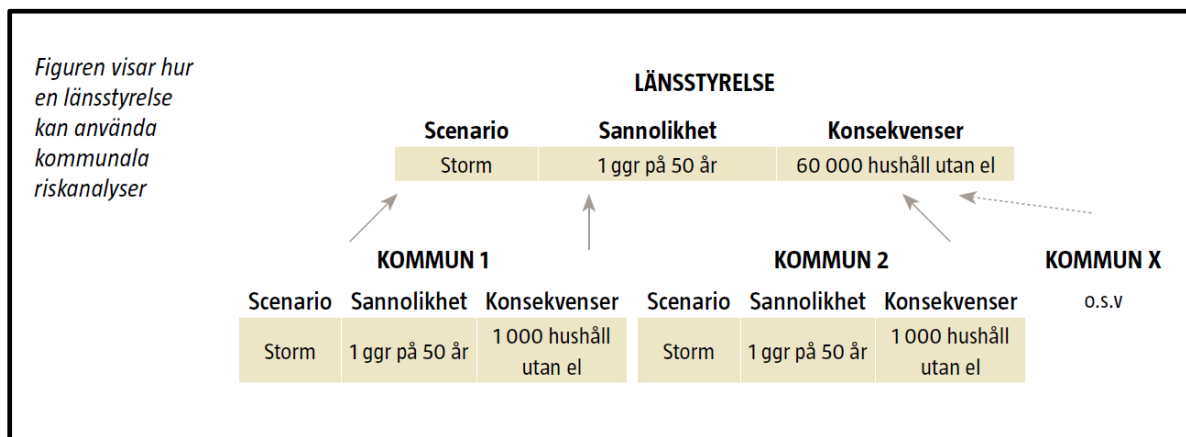 Figuren visar hur
en länsstyrelse
kan använda
kommunala
riskanalyser
LÄNSSTYRELSE
Scenario Sannolikhet Konsekvenser
Storm 1 ggr på 50 år 60 000 hushåll utan el
KOMMUN 1 KOMMUN 2 KOMMUN X
Scenario Sannolikhet Konsekvenser Scenario Sannolikhet Konsekvenser o.s.v
Storm 1 ggr på 50 år 1 000 hushåll utan el Storm 1 ggr på 50 år 1 000 hushåll utan el